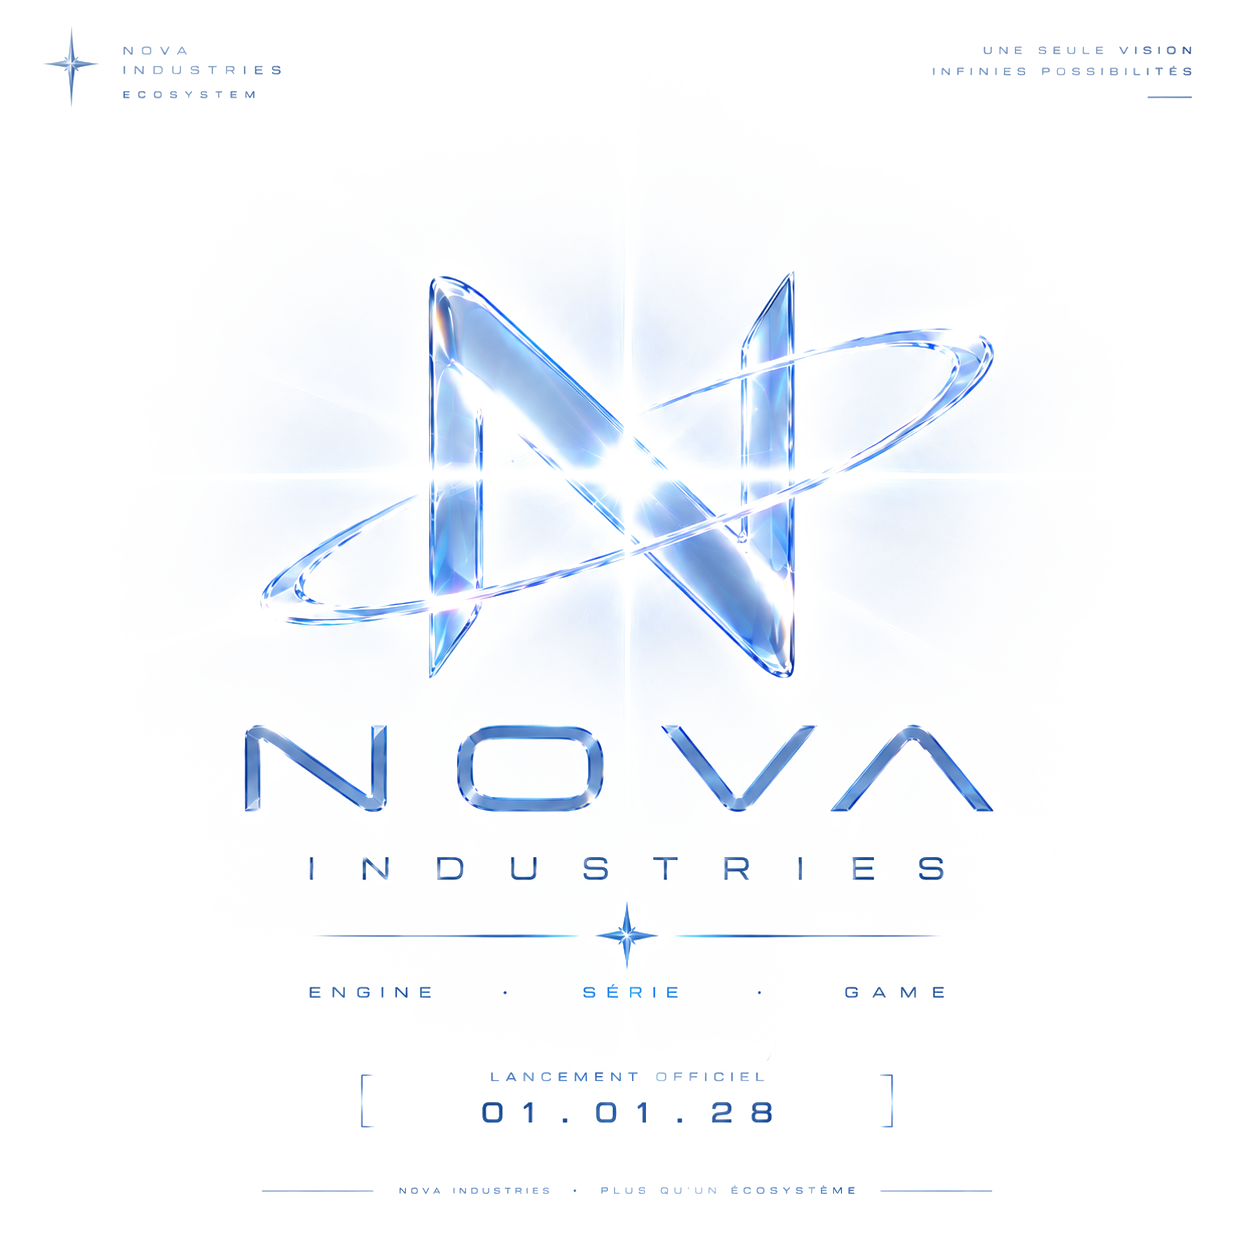 NOVA
INDUSTRIES
ECOSYSTEM
UNE SEULE VISION
INFINIES POSSIBILITÉS
NOVA
INDUSTRIES
ENGINE · SÉRIE · GAME
LANCEMENT OFFICIEL
01.01.28
NOVA INDUSTRIES · PLUS QU'UN ÉCOSYSTÈME